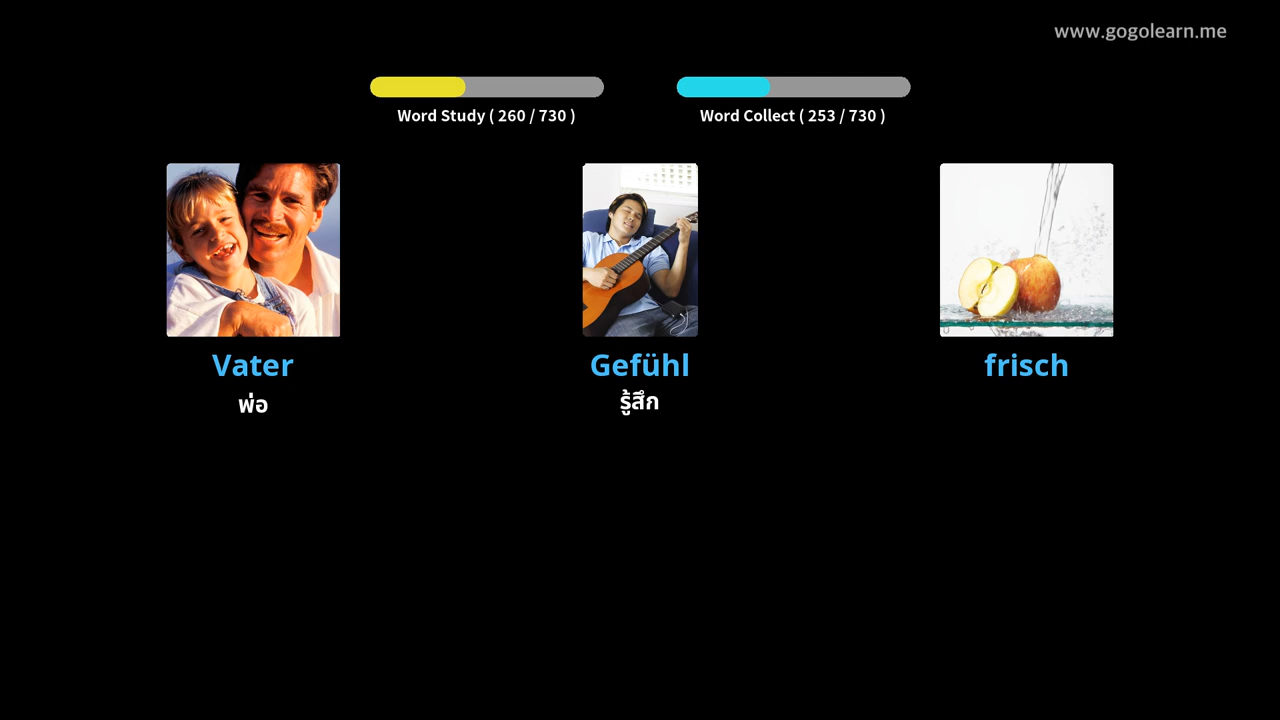 www.gogolearn.me
Word Study ( 260 / 730 )
Word Collect ( 253 / 730 )
Vater
Gefühl
frisch
พ่อ
รู้สึก